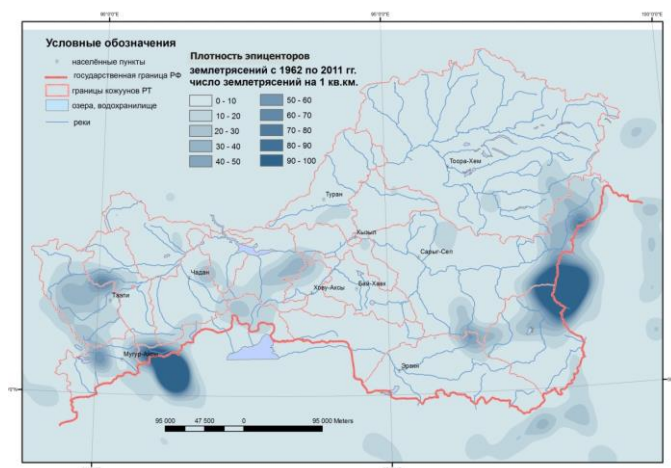 Условные обозначения
населённые пункты
государственная граница РФ
границы кожуунов РТ
озера, водохранилище
реки
Плотность эпиценторов
землетрясений с 1962 по 2011 гг.
число землетрясений на 1 кв.км.
0 - 10
10 - 20
20 - 30
30 - 40
40 - 50
50 - 60
60 - 70
70 - 80
80 - 90
90 - 100
Тоора-Хем
Туран
Кызыл
Сарыг-Сеп
Чадан
Хову-Аксы
Бай-Хаак
Тээли
Мугур-Аксы
Эрзин
95 000 47 500 0 95 000 Meters